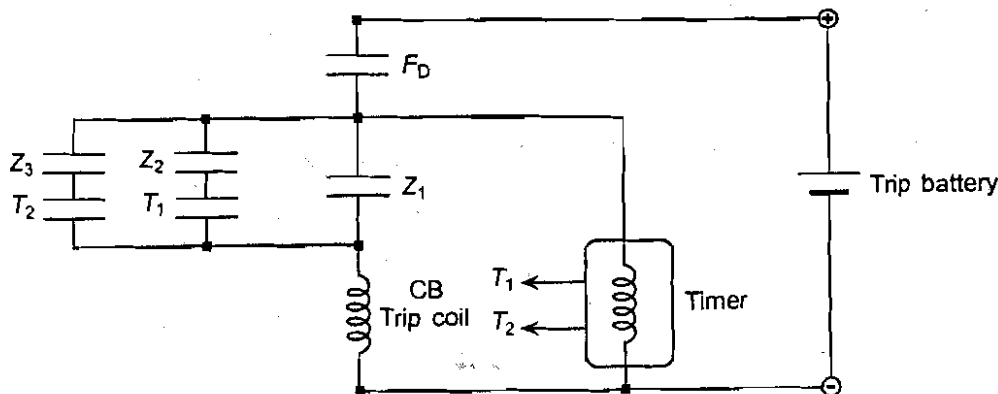 F_D
Z_3
Z_2
Z_1
T_2
T_1
Trip battery
CB
Trip coil
T_1
T_2
Timer
+
-